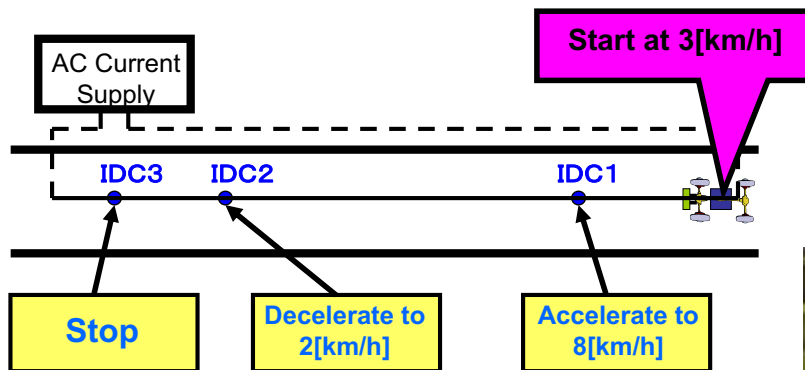 Start at 3[km/h]
AC Current
Supply
IDC3
IDC2
IDC1
Stop
Decelerate to
2[km/h]
Accelerate to
8[km/h]